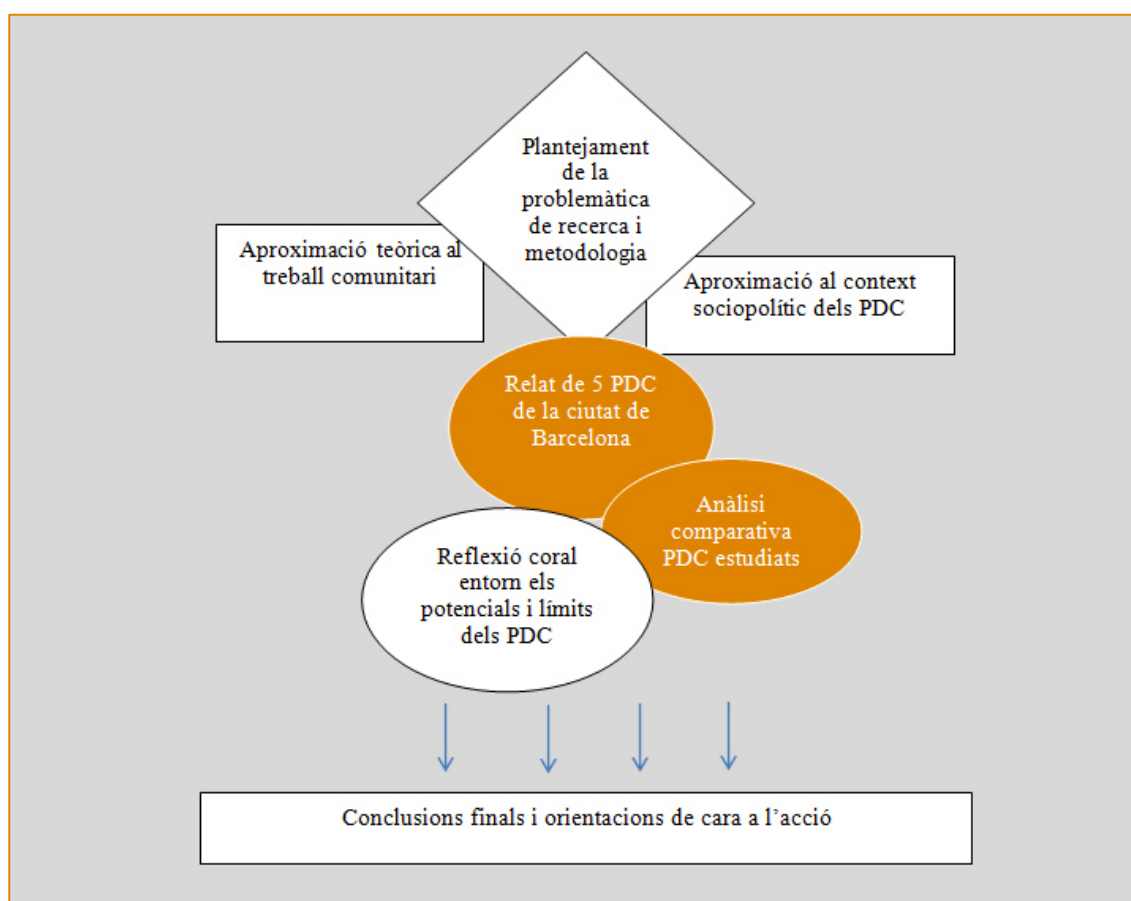 Plantejament
de la
problemàtica
de recerca i
metodologia
Aproximació teòrica al
treball comunitari
Aproximació al context
sociopolític dels PDC
Relat de 5 PDC
de la ciutat de
Barcelona
Anàlisi
comparativa
PDC estudiats
Reflexió coral
entorn els
potencials i límits
dels PDC
Conclusions finals i orientacions de cara a l’acció